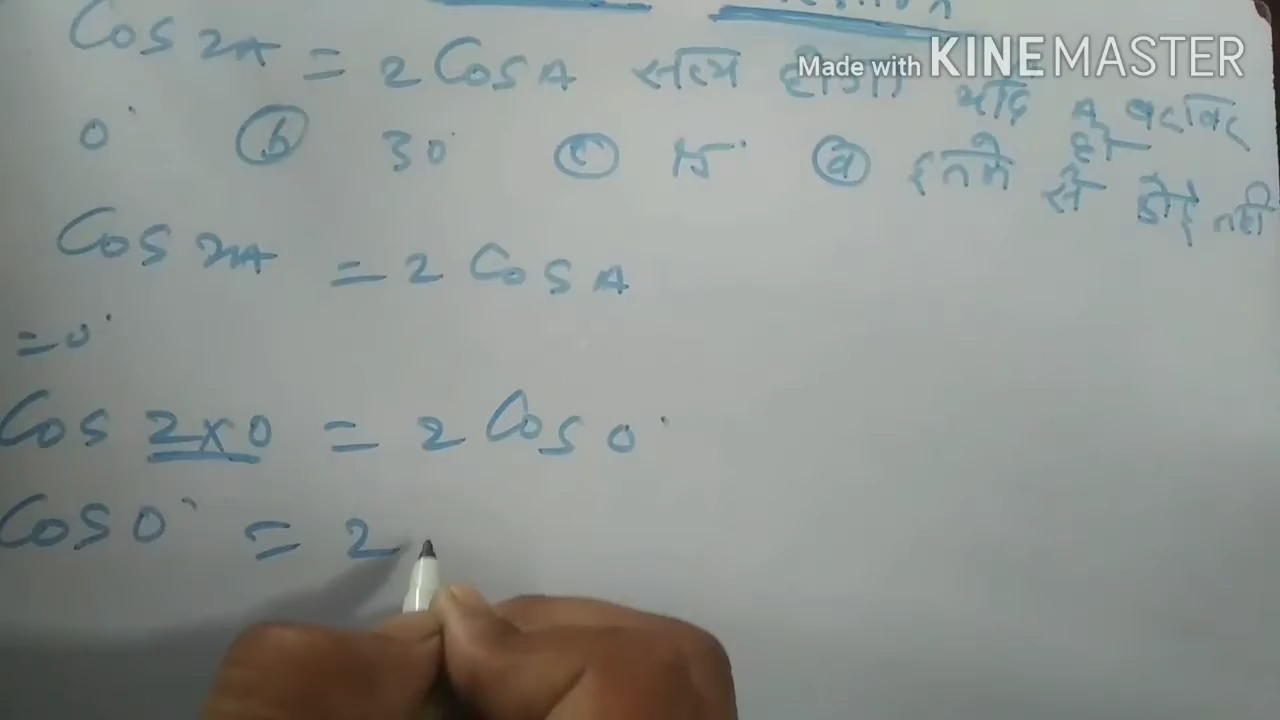 Made with KINEMASTER
Cos 2A = 2 Cos A सत्य होगा यदि A बराबर है
0° (b) 30° (c) (d) इनमें से कोई नहीं
Cos 2A = 2 Cos A
= 0°
Cos 2×0 = 2 Cos 0°
Cos 0° = 2